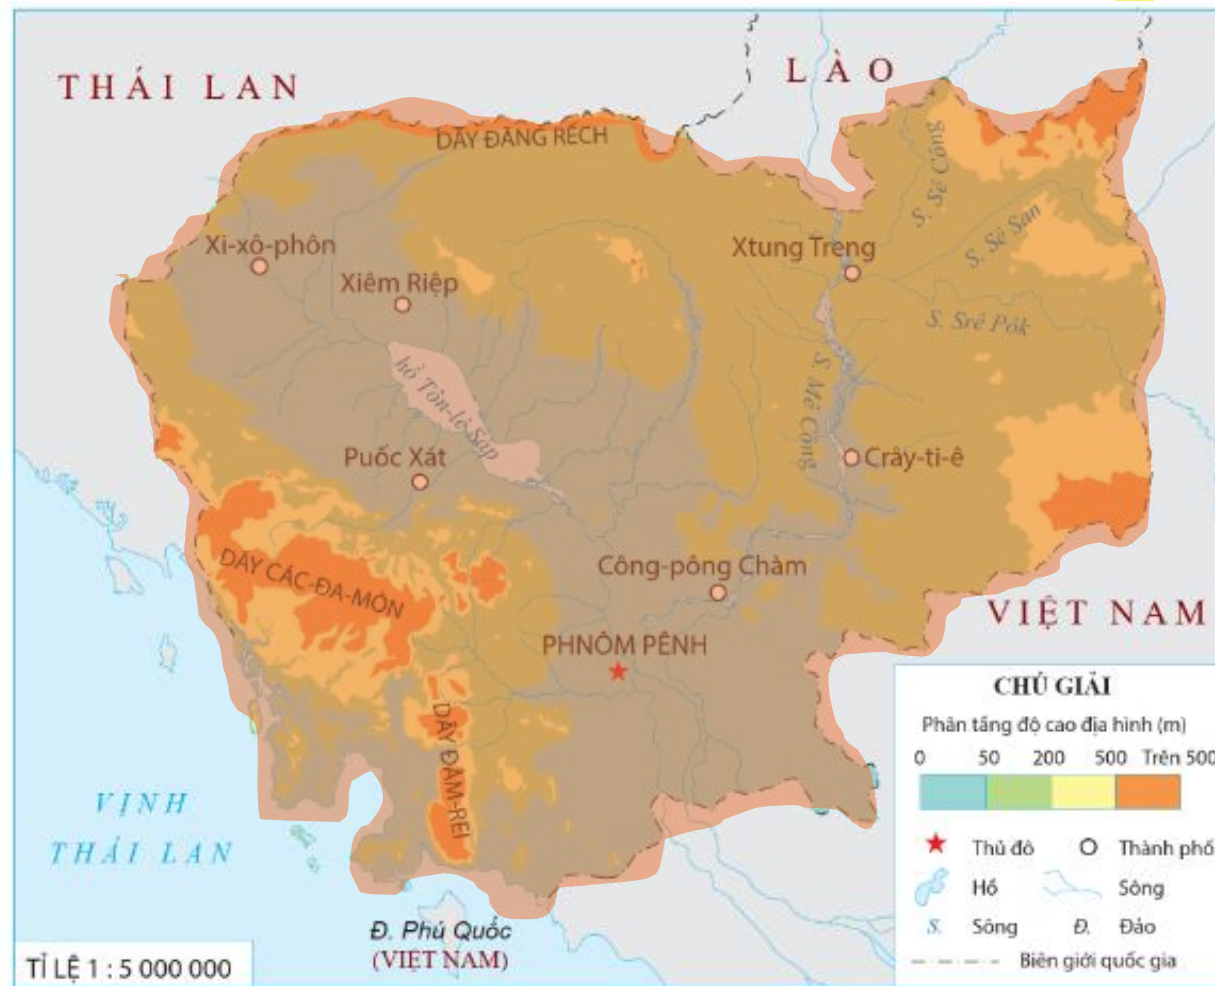 THÁI LAN
LÀO
DÃY ĐĂNG RẾCH
S. Sê Công
S. Sê San
Xi-xô-phôn
Xtung Treng
Xiêm Riệp
S. Srê Pôk
hồ Tôn-lê Sap
S. Mê Công
Puốc Xát
Crây-ti-ê
DÃY CÁC-ĐA-MÔN
Công-pông Chàm
VIỆT NAM
PHNÔM PÊNH
DÃY ĐĂM-REI
VỊNH
THÁI LAN
Đ. Phú Quốc
(VIỆT NAM)
TỈ LỆ 1 : 5 000 000
CHÚ GIẢI
Phân tầng độ cao địa hình (m)
0 50 200 500 Trên 500
Thủ đô
Thành phố
Hồ
Sông
S. Sông
Đ. Đảo
Biên giới quốc gia